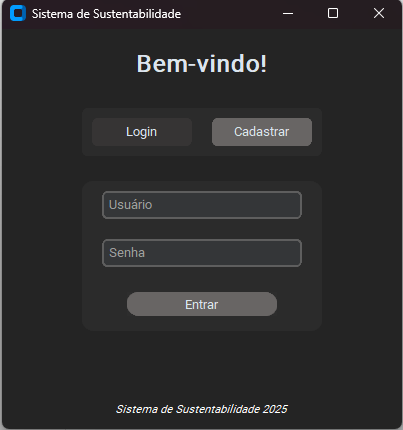 Sistema de Sustentabilidade
Bem-vindo!
Login Cadastrar
Usuário
Senha
Entrar
Sistema de Sustentabilidade 2025